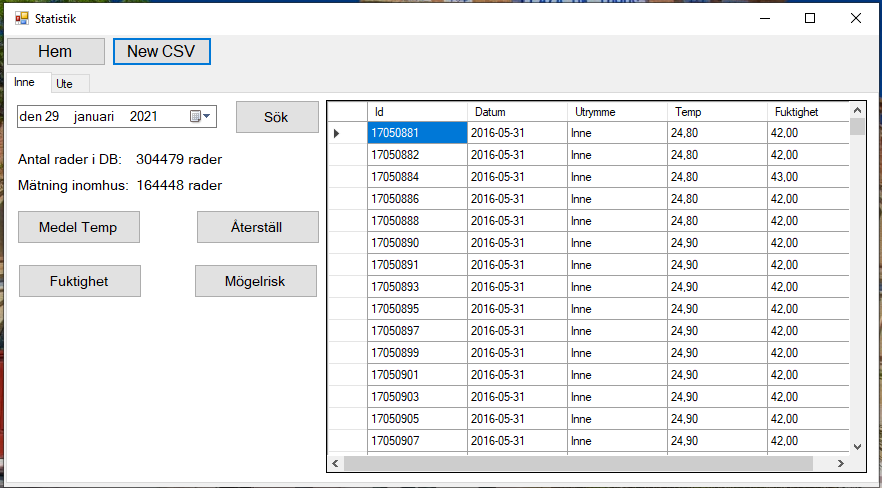 Statistik
Hem New CSV
Inne Ute
den 29 januari 2021 Sök
Antal rader i DB: 304479 rader
Mätning inomhus: 164448 rader
Medel Temp Återställ
Fuktighet Mögelrisk
Id Datum Utrymme Temp Fuktighet
17050881 2016-05-31 Inne 24,80 42,00
17050882 2016-05-31 Inne 24,80 42,00
17050884 2016-05-31 Inne 24,80 43,00
17050886 2016-05-31 Inne 24,80 42,00
17050888 2016-05-31 Inne 24,80 42,00
17050890 2016-05-31 Inne 24,90 42,00
17050891 2016-05-31 Inne 24,90 42,00
17050893 2016-05-31 Inne 24,90 42,00
17050895 2016-05-31 Inne 24,90 42,00
17050897 2016-05-31 Inne 24,90 42,00
17050899 2016-05-31 Inne 24,90 42,00
17050901 2016-05-31 Inne 24,90 42,00
17050903 2016-05-31 Inne 24,90 42,00
17050905 2016-05-31 Inne 24,90 42,00
17050907 2016-05-31 Inne 24,90 42,00